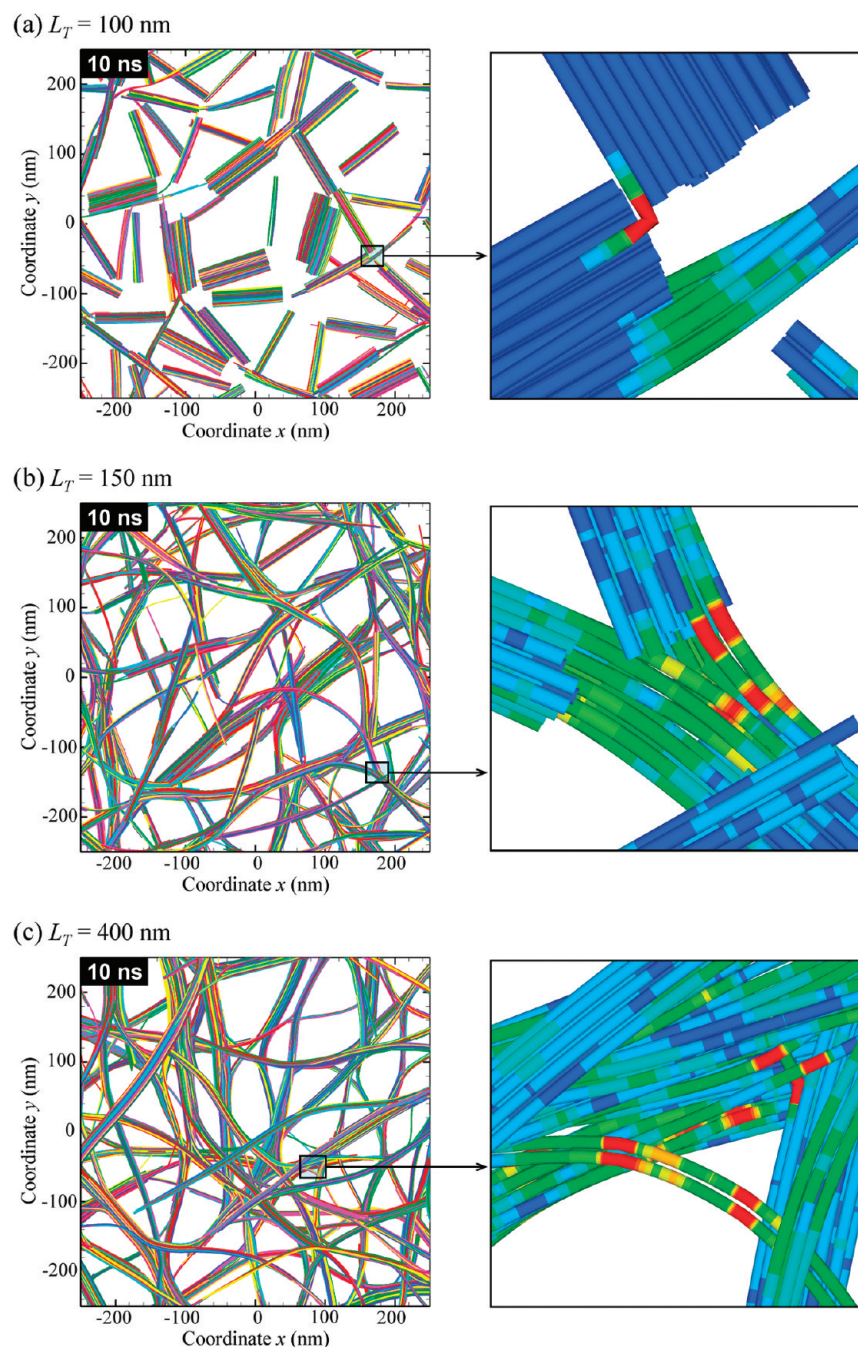 (a) L_T = 100 nm
10 ns
200
100
0
-100
-200
Coordinate y (nm)
-200 -100 0 100 200
Coordinate x (nm)
(b) L_T = 150 nm
10 ns
200
100
0
-100
-200
Coordinate y (nm)
-200 -100 0 100 200
Coordinate x (nm)
(c) L_T = 400 nm
10 ns
200
100
0
-100
-200
Coordinate y (nm)
-200 -100 0 100 200
Coordinate x (nm)